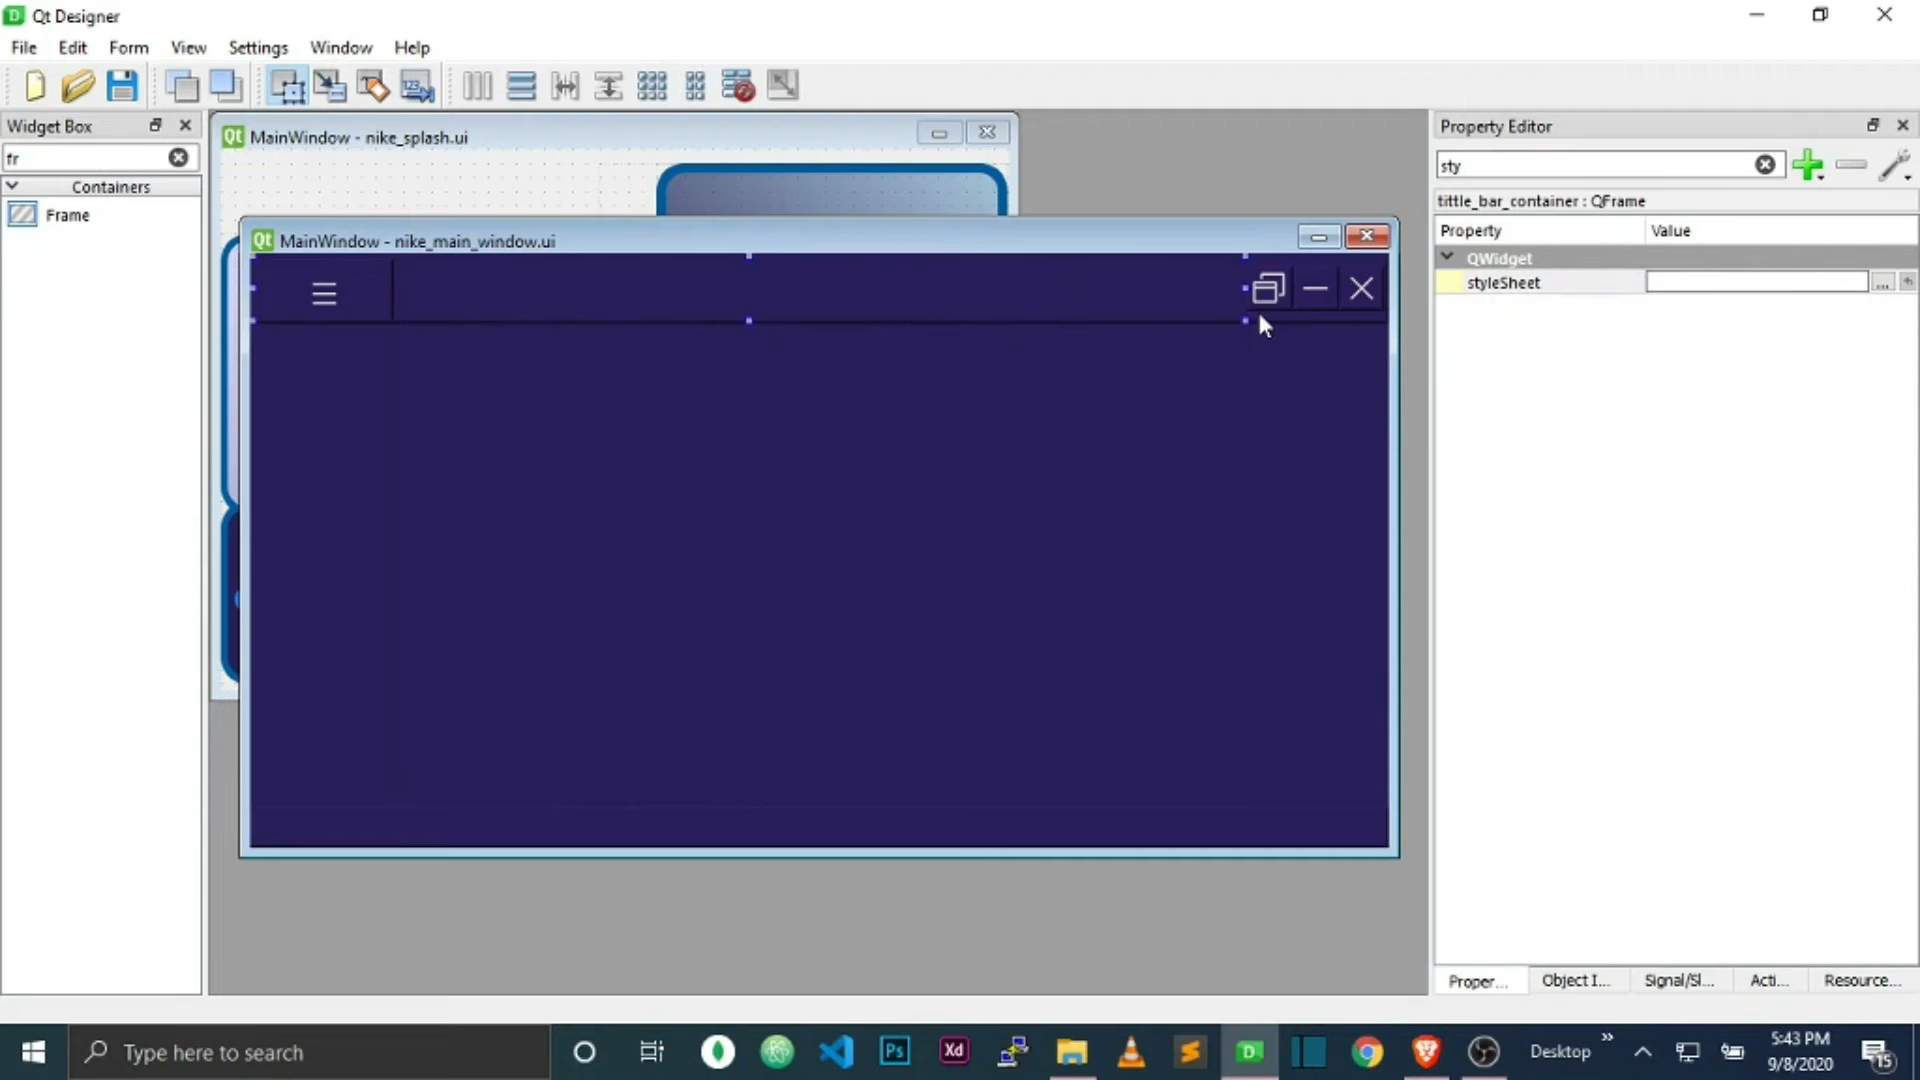 Qt Designer
File Edit Form View Settings Window Help
Widget Box
fr
Containers
Frame
MainWindow - nike_splash.ui
MainWindow - nike_main_window.ui
Property Editor
sty
tittle_bar_container : QFrame
Property Value
QWidget
styleSheet
...
Proper... Object I... Signal/Sl... Acti... Resource...
Type here to search
Desktop
5:43 PM
9/8/2020
15